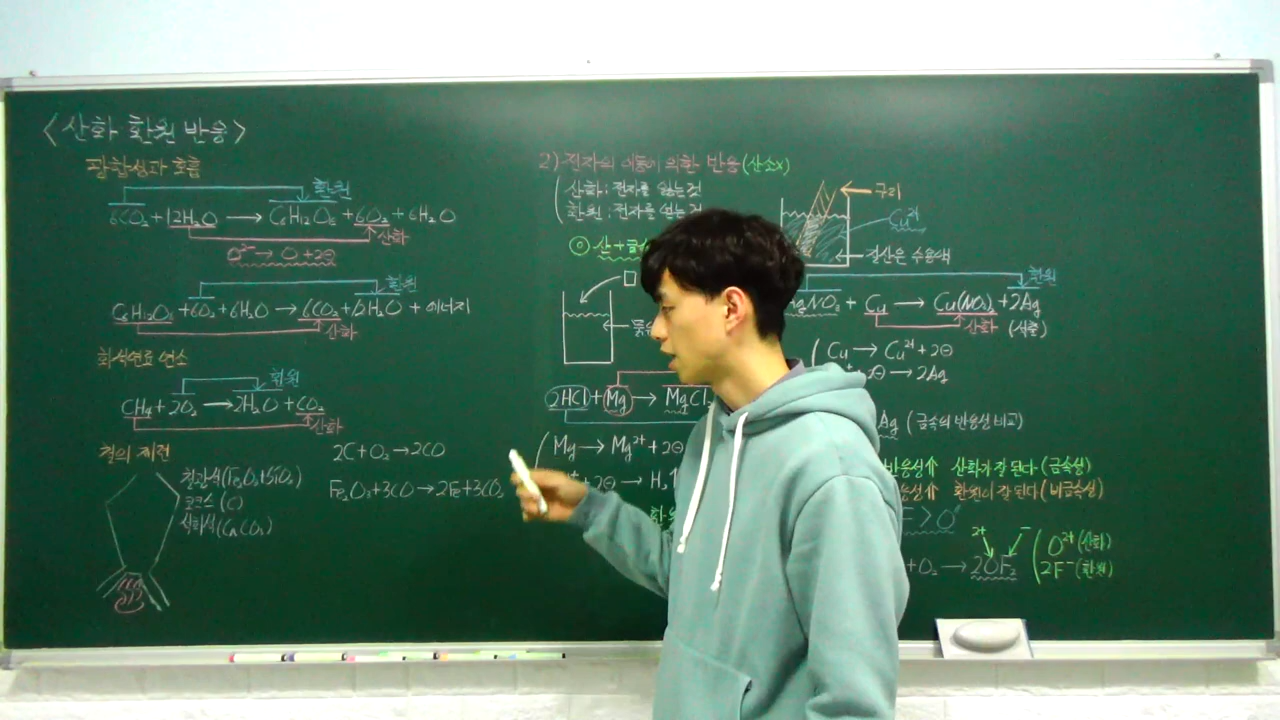 <산화 환원 반응>
광합성과 호흡
환원
6CO₂ + 12H₂O → C₆H₁₂O₆ + 6O₂ + 6H₂O
산화
O²⁻ → O + 2⊖
환원
C₆H₁₂O₆ + 6O₂ + 6H₂O → 6CO₂ + 12H₂O + 에너지
산화
화석연료 연소
환원
CH₄ + 2O₂ → 2H₂O + CO₂
산화
철의 제련
2C + O₂ → 2CO
Fe₂O₃ + 3CO → 2Fe + 3CO₂
철광석(Fe₂O₃+SiO₂)
코크스(C)
석회석(CaCO₃)
2) 전자의 이동에 의한 반응(산소x)
산화 : 전자를 잃는 것
환원 : 전자를 얻는 것
◎ 산+금
2HCl + Mg → MgCl₂
Mg → Mg²⁺ + 2⊖
+ 2⊖ → H₂↑
구리
Cu²⁺
질산은 수용액
환원
AgNO₃ + Cu → Cu(NO₃)₂ + 2Ag
산화
(석출)
Cu → Cu²⁺ + 2⊖
+ 2⊖ → 2Ag
Ag (금속의 반응성 비교)
반응성⇑ 산화가 잘 된다(금속성)
반응성⇑ 환원이 잘 된다(비금속성)
F > O
2+ -
+ O₂ → 2OF₂
O²⁺(산화)
2F⁻(환원)